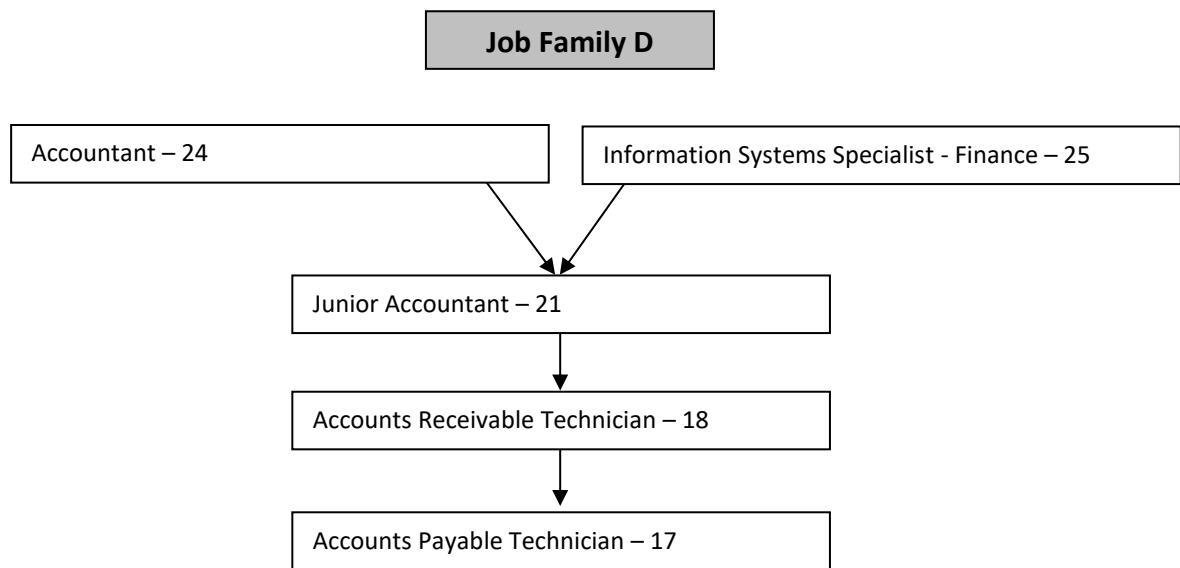 Job Family D
Accountant – 24
Information Systems Specialist - Finance – 25
Junior Accountant – 21
Accounts Receivable Technician – 18
Accounts Payable Technician – 17